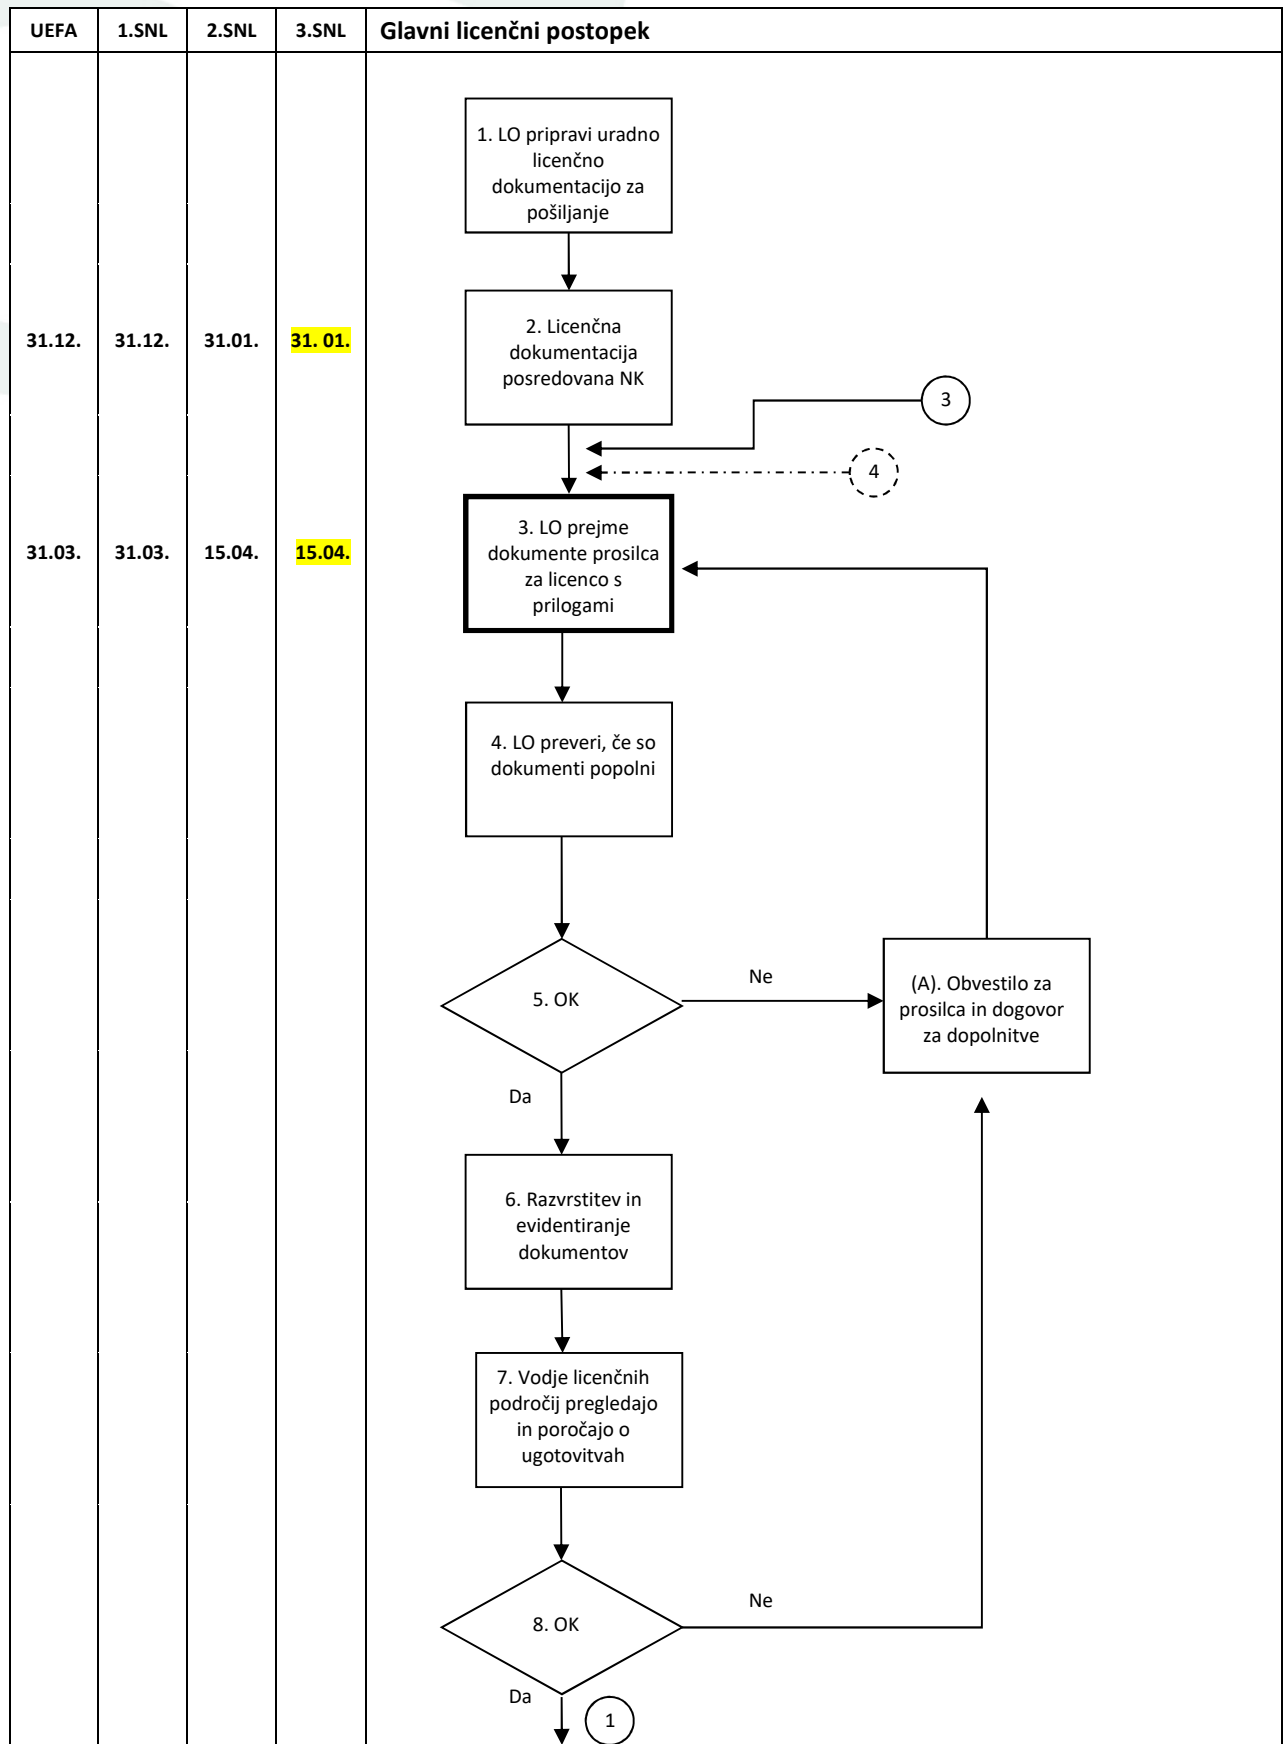 UEFA 1.SNL 2.SNL 3.SNL Glavni licenčni postopek
1. LO pripravi uradno
licenčno
dokumentacijo za
pošiljanje
31.12. 31.12. 31.01. 31. 01.
2. Licenčna
dokumentacija
posredovana NK
3
4
31.03. 31.03. 15.04. 15.04.
3. LO prejme
dokumente prosilca
za licenco s
prilogami
4. LO preveri, če so
dokumenti popolni
5. OK
Ne
(A). Obvestilo za
prosilca in dogovor
za dopolnitve
Da
6. Razvrstitev in
evidentiranje
dokumentov
7. Vodje licenčnih
področij pregledajo
in poročajo o
ugotovitvah
8. OK
Ne
Da
1